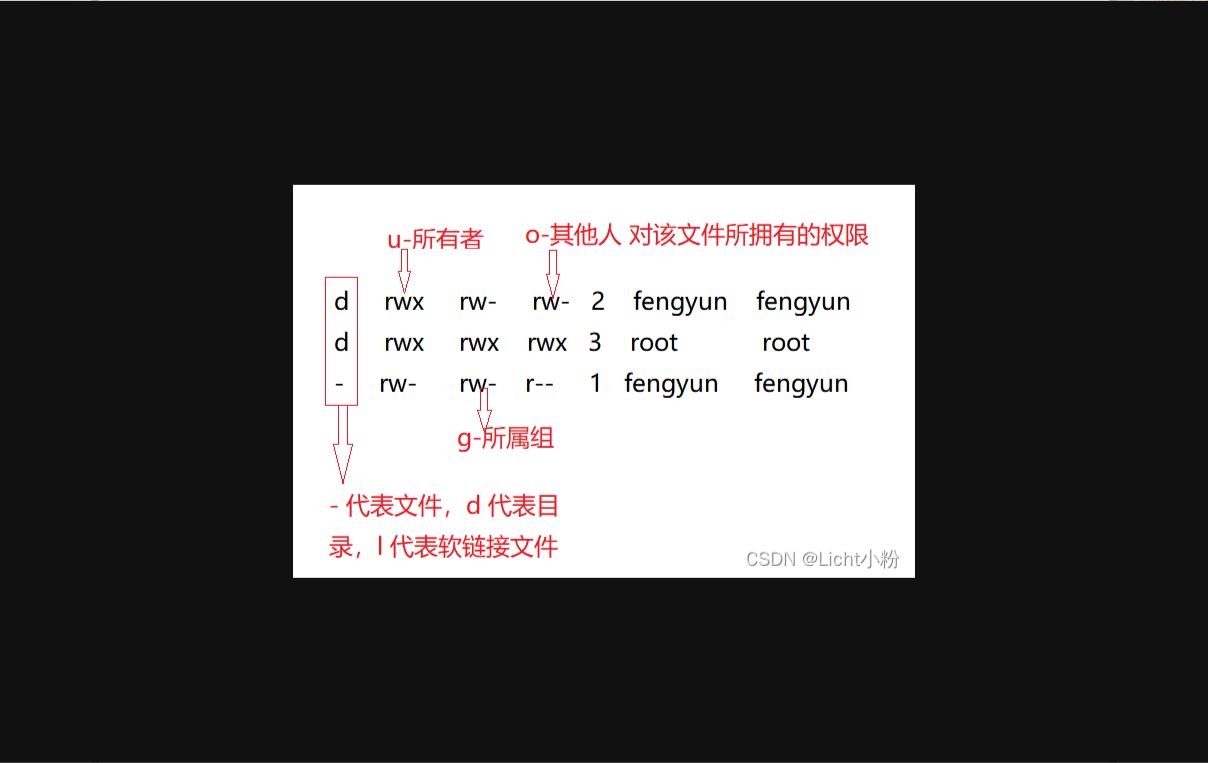 u-所有者
o-其他人 对该文件所拥有的权限
d rwx rw- rw- 2 fengyun fengyun
d rwx rwx rwx 3 root root
- rw- rw- r-- 1 fengyun fengyun
g-所属组
- 代表文件，d 代表目
录，l 代表软链接文件
CSDN @Licht小粉